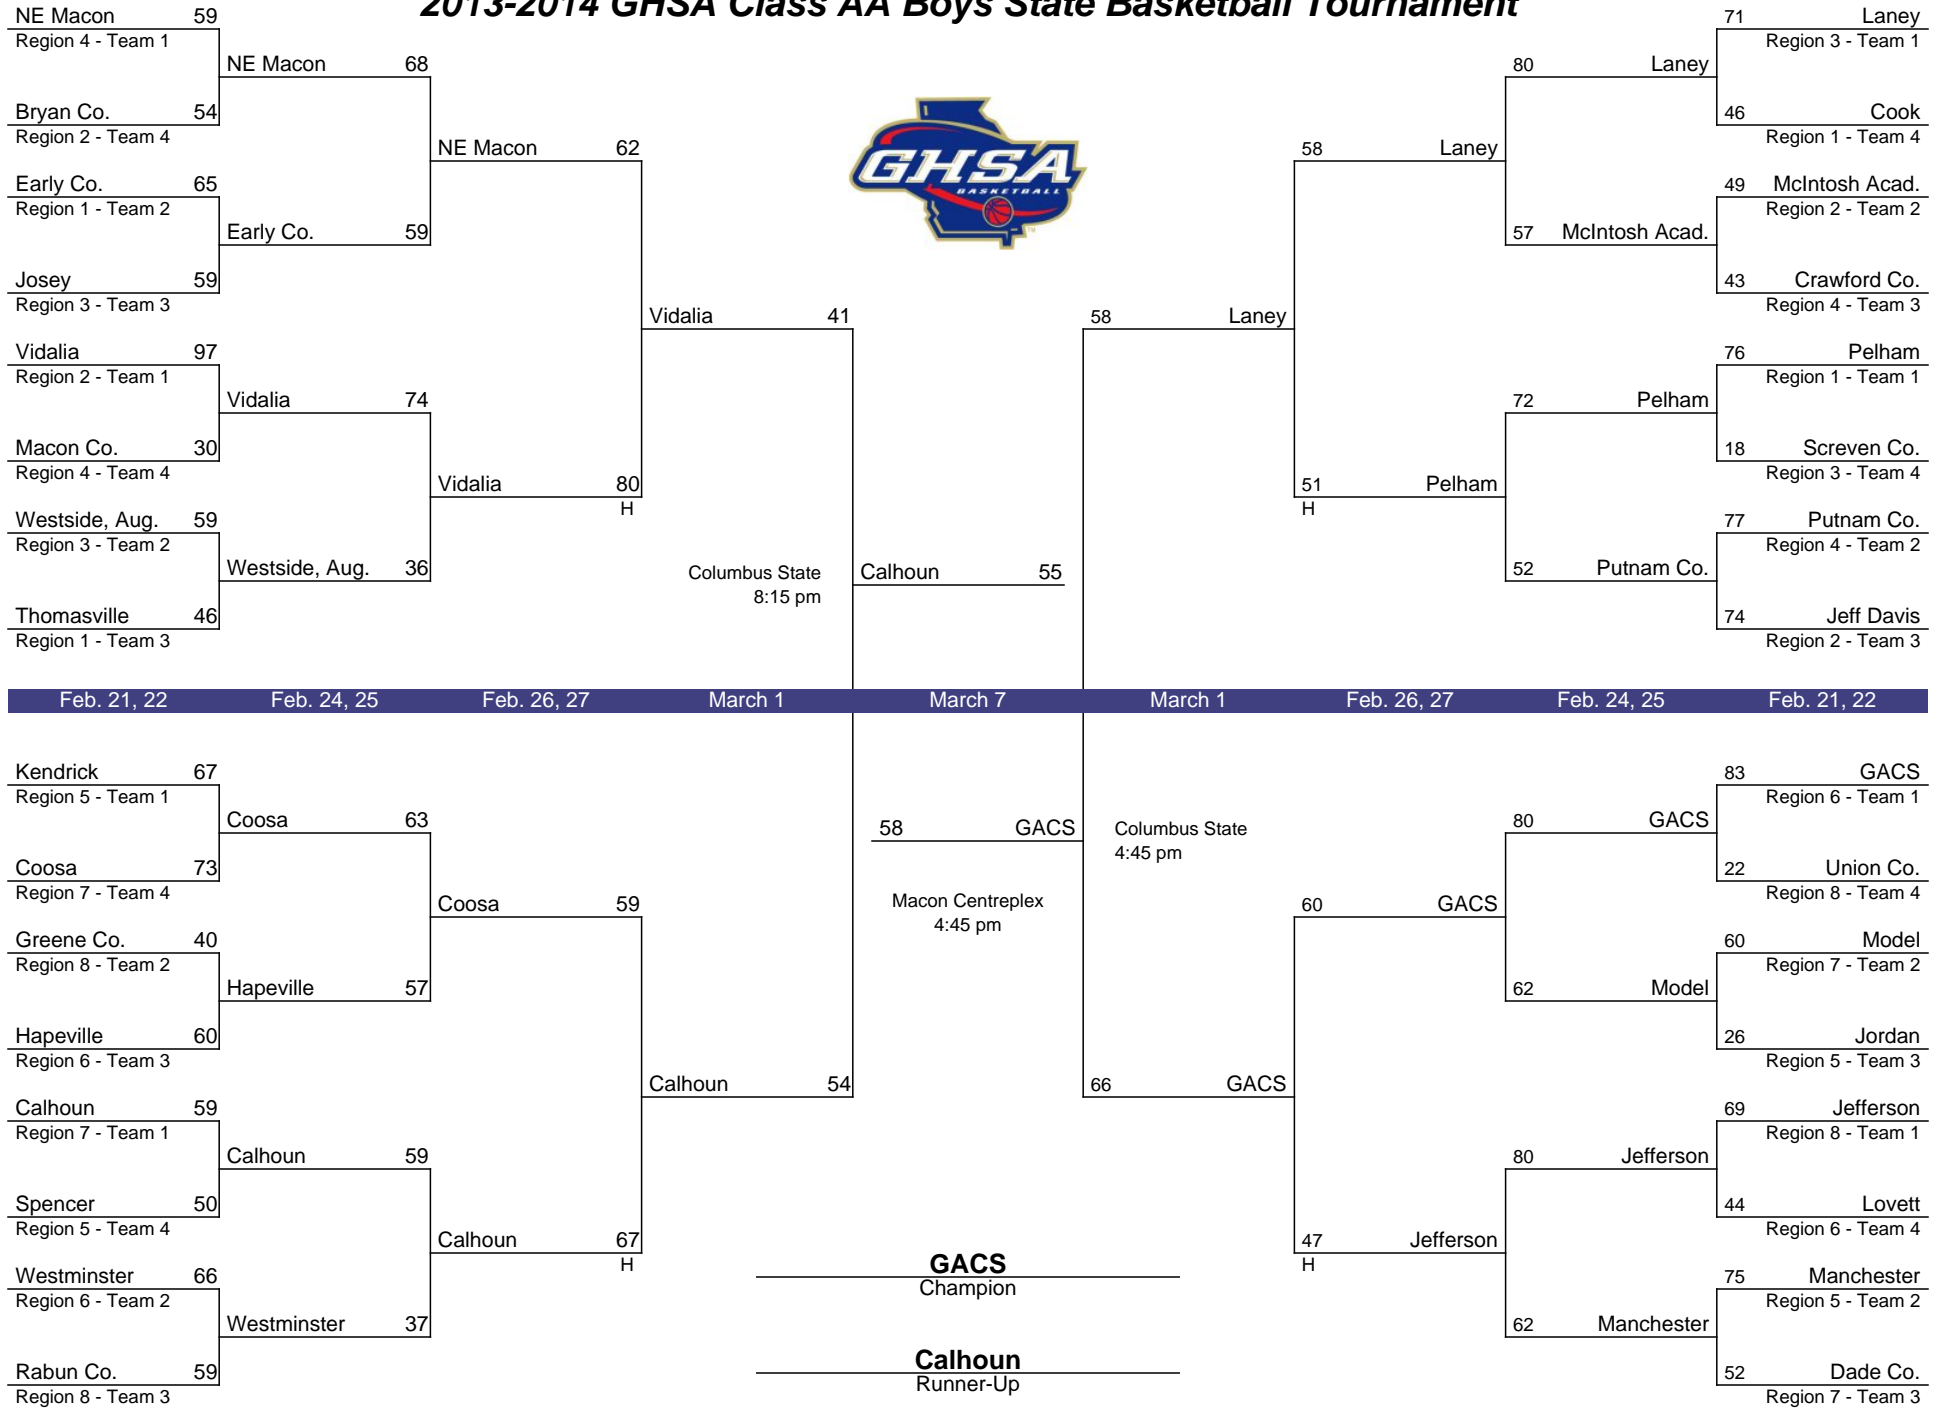 2013-2014 GHSA Class AA Boys State Basketball Tournament
NE Macon 59
Region 4 - Team 1
Bryan Co. 54
Region 2 - Team 4
Early Co. 65
Region 1 - Team 2
Josey 59
Region 3 - Team 3
Vidalia 97
Region 2 - Team 1
Macon Co. 30
Region 4 - Team 4
Westside, Aug. 59
Region 3 - Team 2
Thomasville 46
Region 1 - Team 3
NE Macon 68
Early Co. 59
Vidalia 74
Westside, Aug. 36
NE Macon 62
Vidalia 80
H
Vidalia 41
Columbus State
8:15 pm
Calhoun 55
GHSA
BASKETBALL
TM
58 Laney
58 Laney
51 Pelham
H
80 Laney
57 McIntosh Acad.
72 Pelham
52 Putnam Co.
71 Laney
Region 3 - Team 1
46 Cook
Region 1 - Team 4
49 McIntosh Acad.
Region 2 - Team 2
43 Crawford Co.
Region 4 - Team 3
76 Pelham
Region 1 - Team 1
18 Screven Co.
Region 3 - Team 4
77 Putnam Co.
Region 4 - Team 2
74 Jeff Davis
Region 2 - Team 3
Feb. 21, 22 Feb. 24, 25 Feb. 26, 27 March 1 March 7 March 1 Feb. 26, 27 Feb. 24, 25 Feb. 21, 22
Kendrick 67
Region 5 - Team 1
Coosa 73
Region 7 - Team 4
Greene Co. 40
Region 8 - Team 2
Hapeville 60
Region 6 - Team 3
Calhoun 59
Region 7 - Team 1
Spencer 50
Region 5 - Team 4
Westminster 66
Region 6 - Team 2
Rabun Co. 59
Region 8 - Team 3
Coosa 63
Hapeville 57
Calhoun 59
Westminster 37
Coosa 59
Calhoun 67
H
Calhoun 54
58 GACS
Macon Centreplex
4:45 pm
Columbus State
4:45 pm
66 GACS
60 GACS
47 Jefferson
H
80 GACS
62 Model
80 Jefferson
62 Manchester
83 GACS
Region 6 - Team 1
22 Union Co.
Region 8 - Team 4
60 Model
Region 7 - Team 2
26 Jordan
Region 5 - Team 3
69 Jefferson
Region 8 - Team 1
44 Lovett
Region 6 - Team 4
75 Manchester
Region 5 - Team 2
52 Dade Co.
Region 7 - Team 3
GACS
Champion
Calhoun
Runner-Up